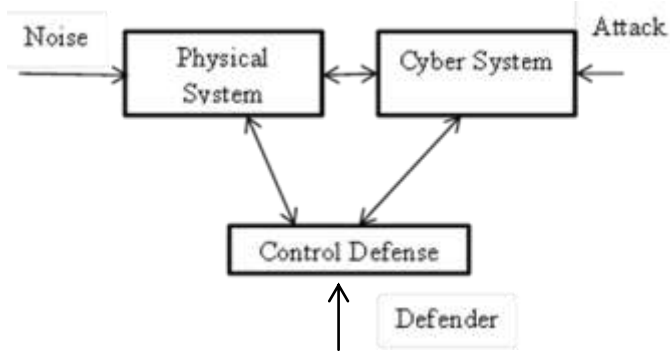 Noise
Physical
System
Cyber System
Attack
Control Defense
Defender